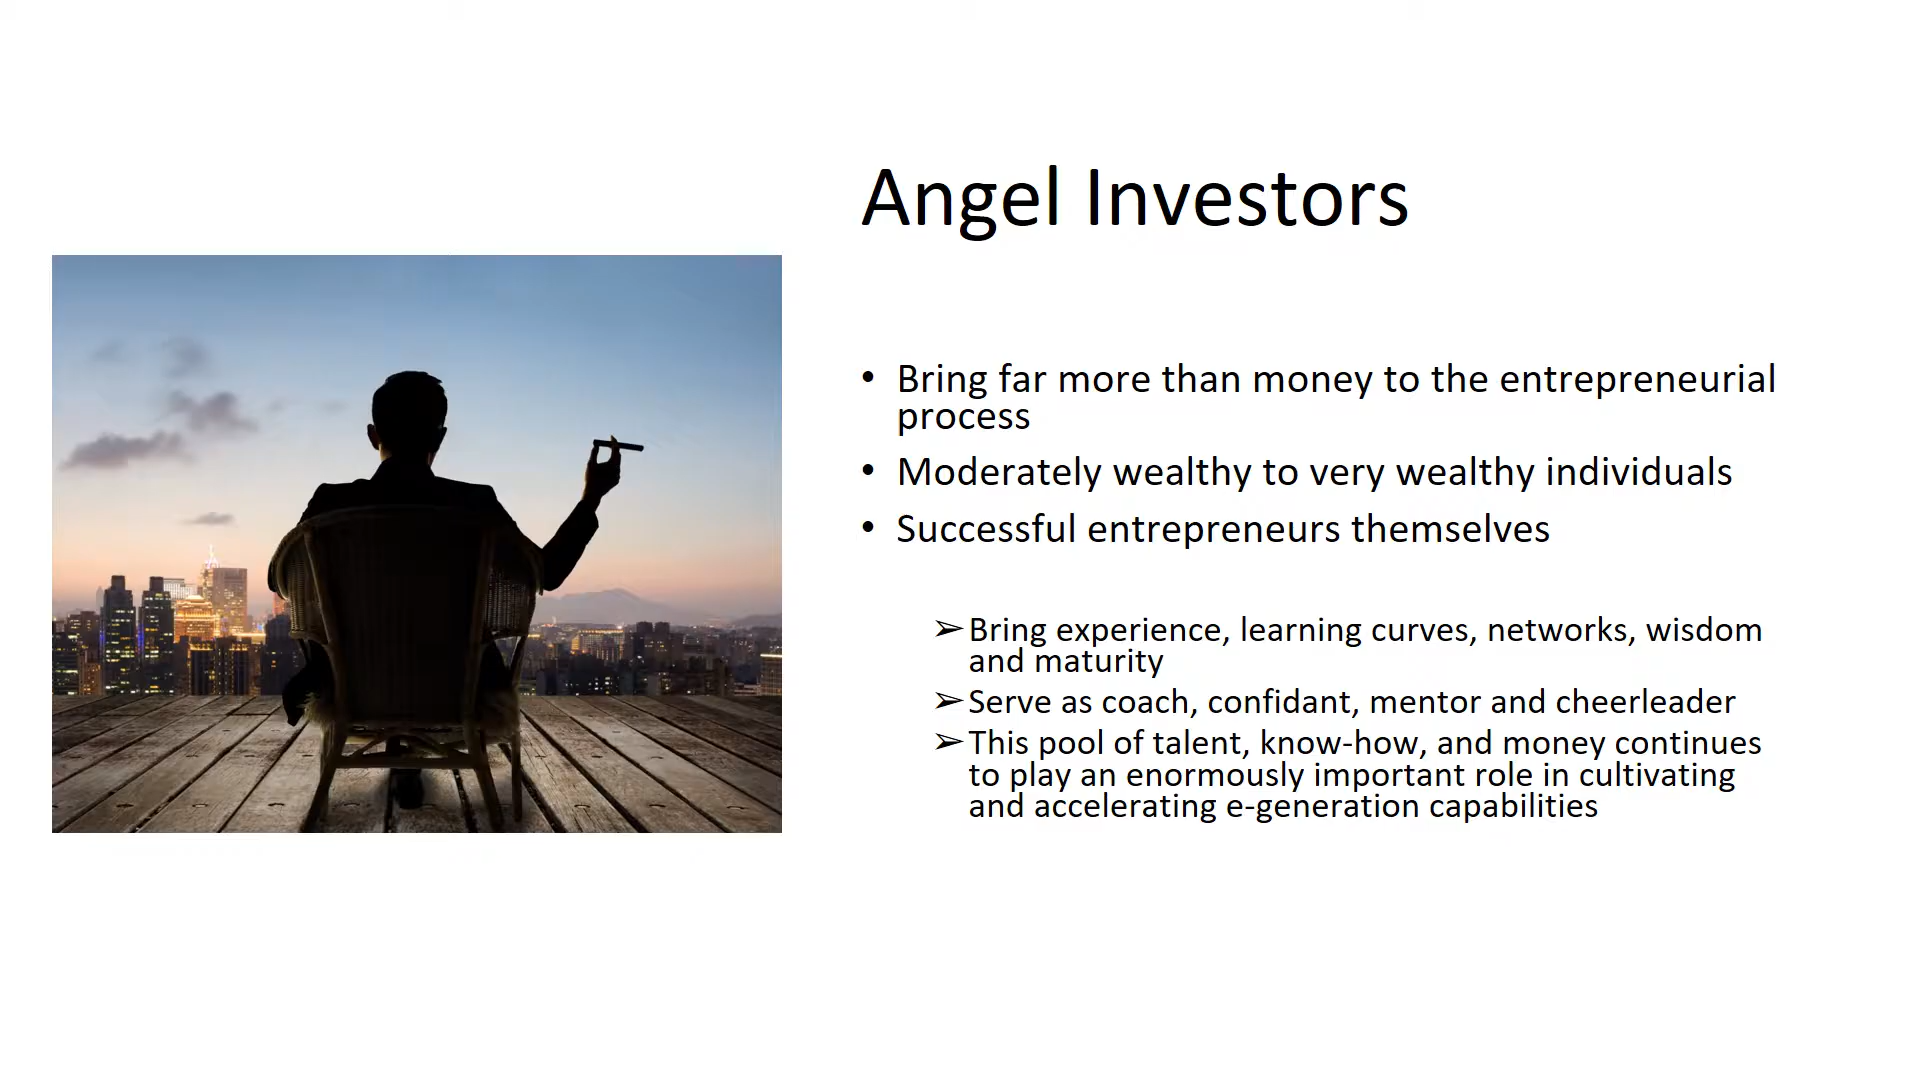 Angel Investors
• Bring far more than money to the entrepreneurial
process
• Moderately wealthy to very wealthy individuals
• Successful entrepreneurs themselves
➢Bring experience, learning curves, networks, wisdom
and maturity
➢Serve as coach, confidant, mentor and cheerleader
➢This pool of talent, know-how, and money continues
to play an enormously important role in cultivating
and accelerating e-generation capabilities